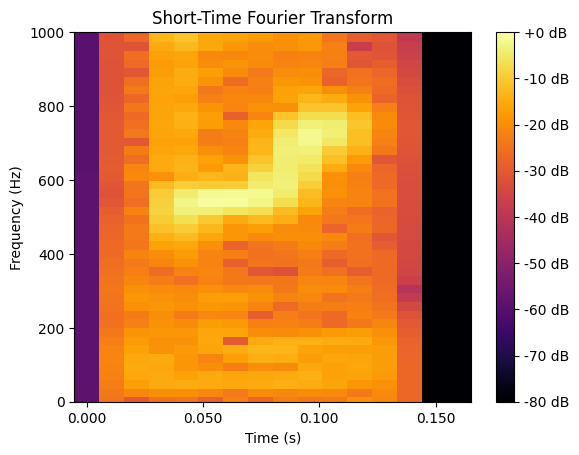 Short-Time Fourier Transform
Frequency (Hz)
1000
800
600
400
200
0
0.000
0.050
0.100
0.150
Time (s)
+0 dB
-10 dB
-20 dB
-30 dB
-40 dB
-50 dB
-60 dB
-70 dB
-80 dB